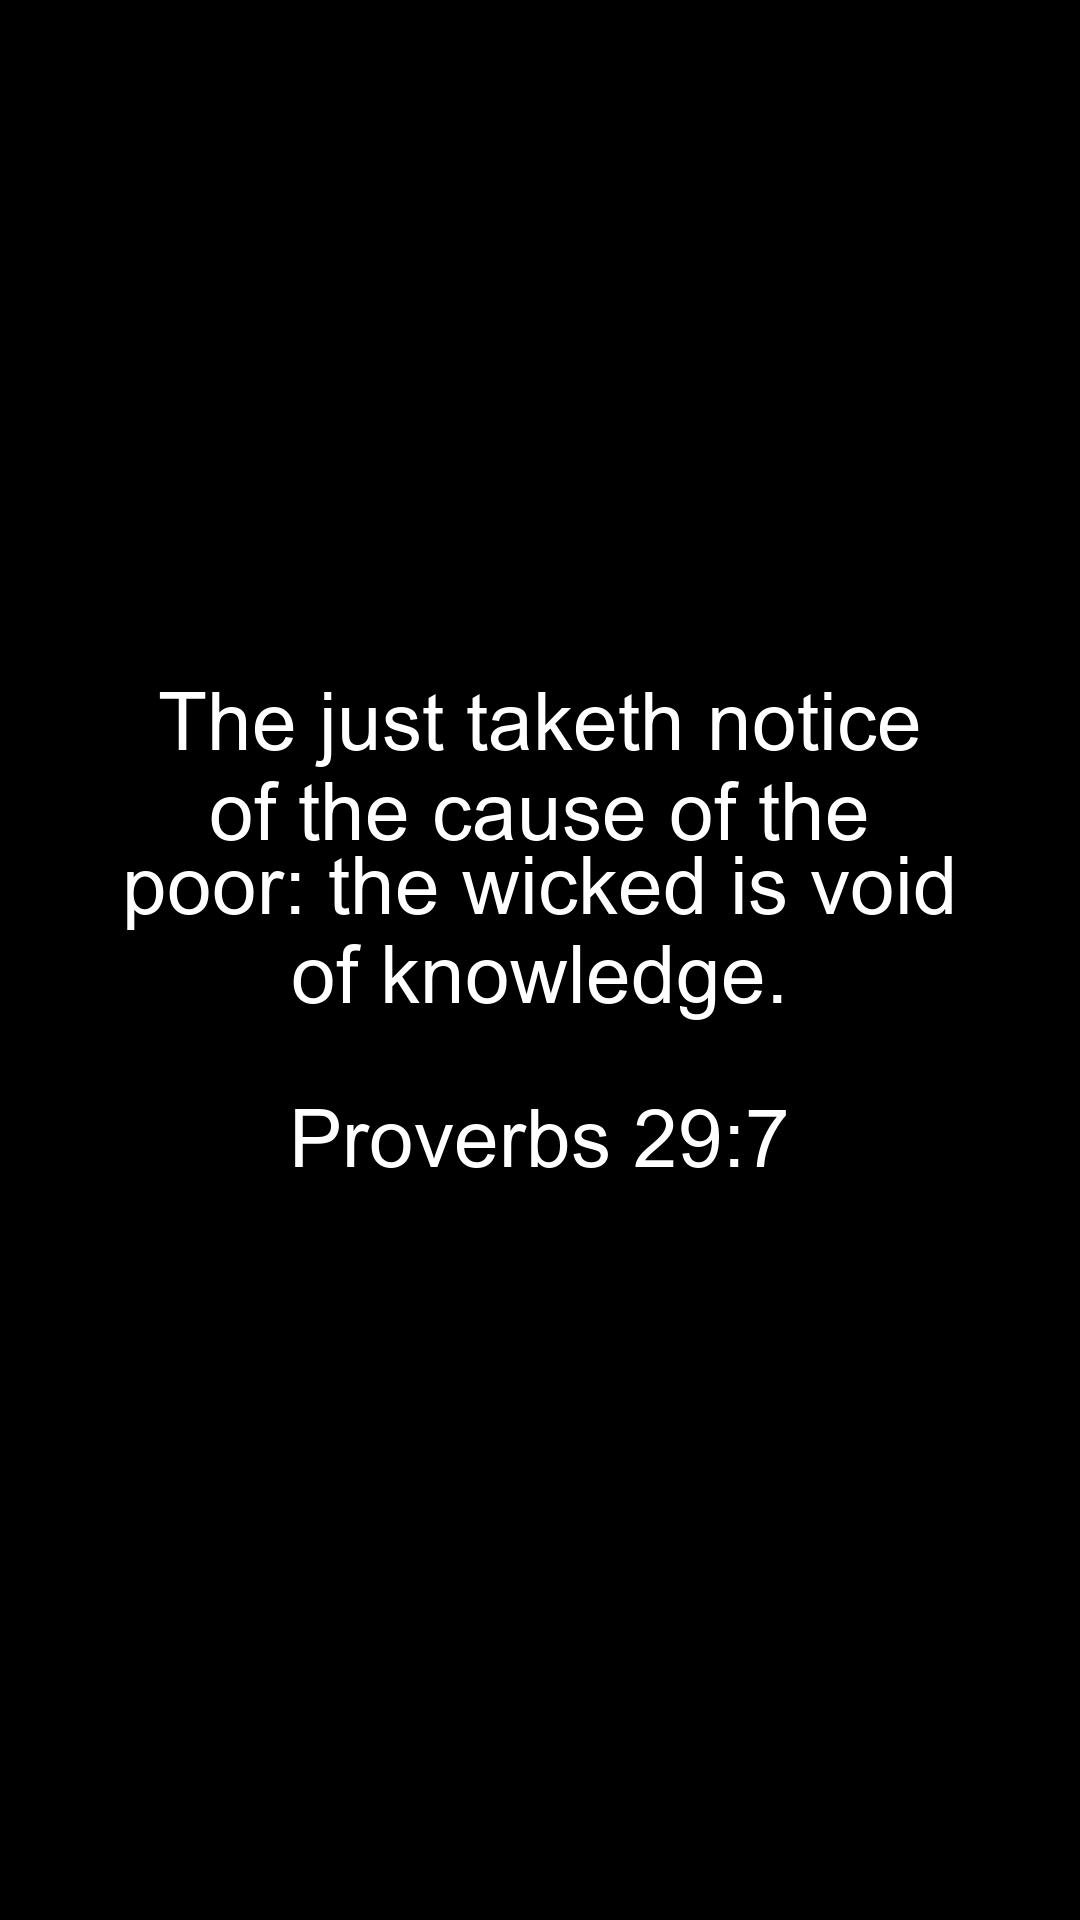 The just taketh notice
of the cause of the
poor: the wicked is void
of knowledge.
Proverbs 29:7